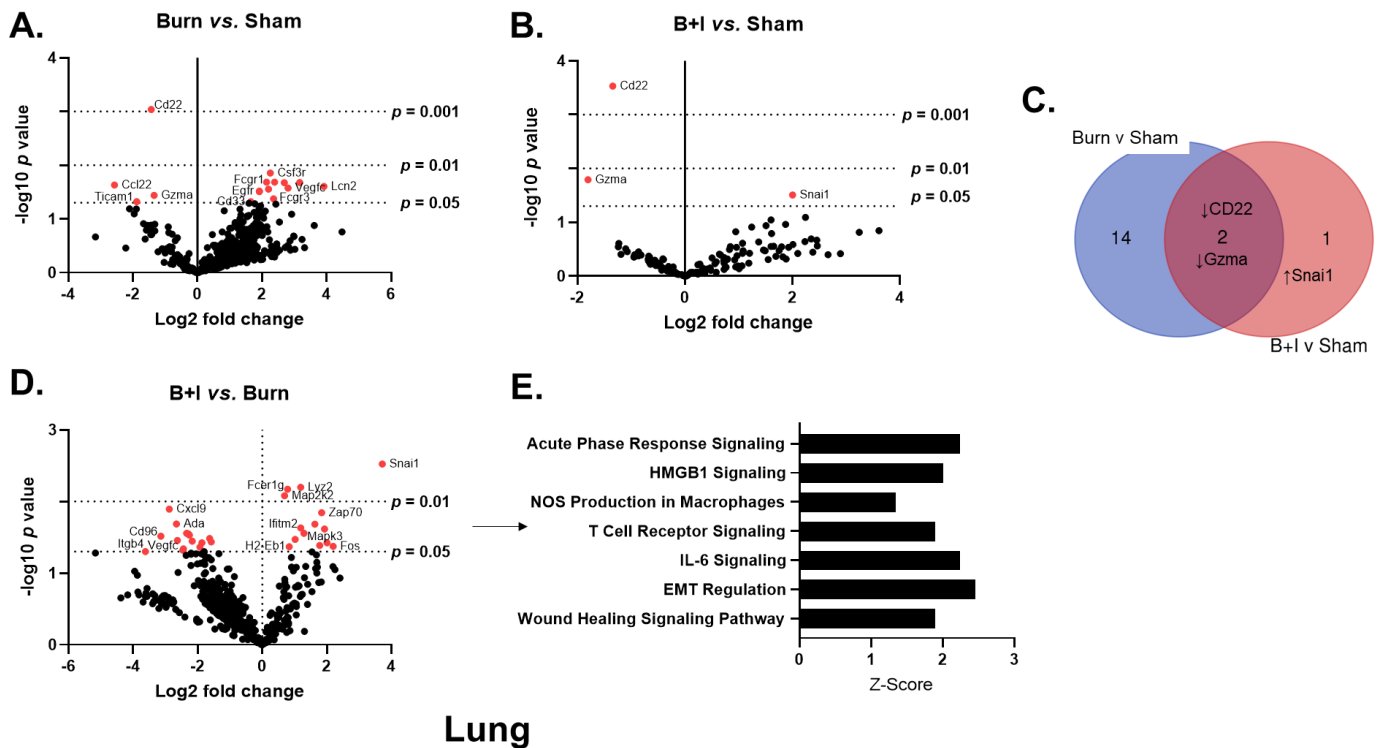 A.
Burn vs. Sham
4
-log10 p value
1
0
-4
-2
0
2
4
6
Log2 fold change
p = 0.001
p = 0.01
p = 0.05
Cd22
Ccl22
Ticam1
Gzma
Fcgr1
Csf3r
Egfr
Vegfc
Lcn2
Cd33
Fcgr3
B.
B+I vs. Sham
4
-log10 p value
1
0
-2
0
2
4
Log2 fold change
p = 0.001
p = 0.01
p = 0.05
Cd22
Gzma
Snai1
C.
Burn v Sham
↓CD22
14
2
1
↓Gzma
↑Snai1
B+I v Sham
D.
B+I vs. Burn
3
-log10 p value
1
0
-6
-4
-2
0
2
4
Log2 fold change
p = 0.01
p = 0.05
Snai1
Fcer1g
Lyz2
Map2k2
Cxcl9
Zap70
Ada
Ifitm2
Cd96
Mapk3
Itgb4
Vegfc
H2-Eb1
Fos
E.
Acute Phase Response Signaling
HMGB1 Signaling
NOS Production in Macrophages
T Cell Receptor Signaling
IL-6 Signaling
EMT Regulation
Wound Healing Signaling Pathway
0
1
2
3
Z-Score
Lung